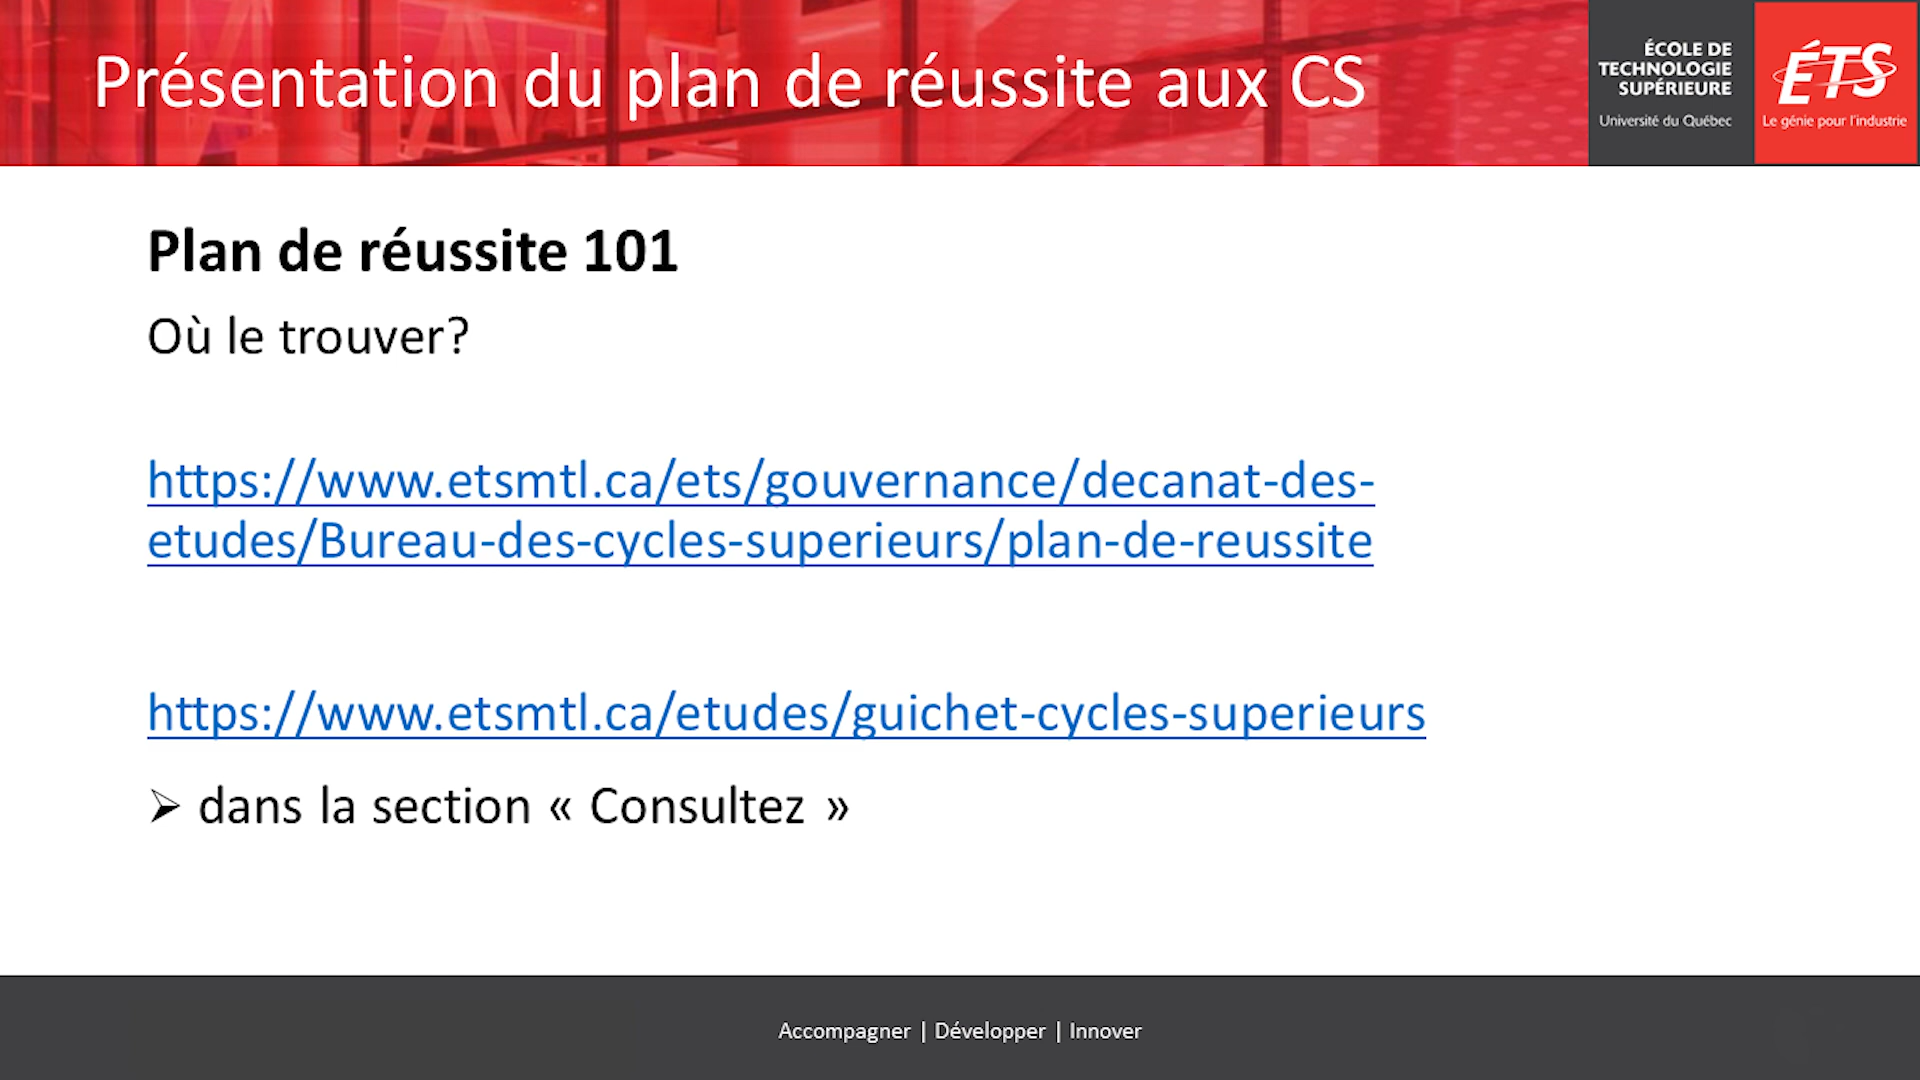 Présentation du plan de réussite aux CS
ÉCOLE DE
TECHNOLOGIE
SUPÉRIEURE
Université du Québec
ÉTS
Le génie pour l'industrie
Plan de réussite 101
Où le trouver?
https://www.etsmtl.ca/ets/gouvernance/decanat-des-
etudes/Bureau-des-cycles-superieurs/plan-de-reussite
https://www.etsmtl.ca/etudes/guichet-cycles-superieurs
➢ dans la section « Consultez »
Accompagner | Développer | Innover